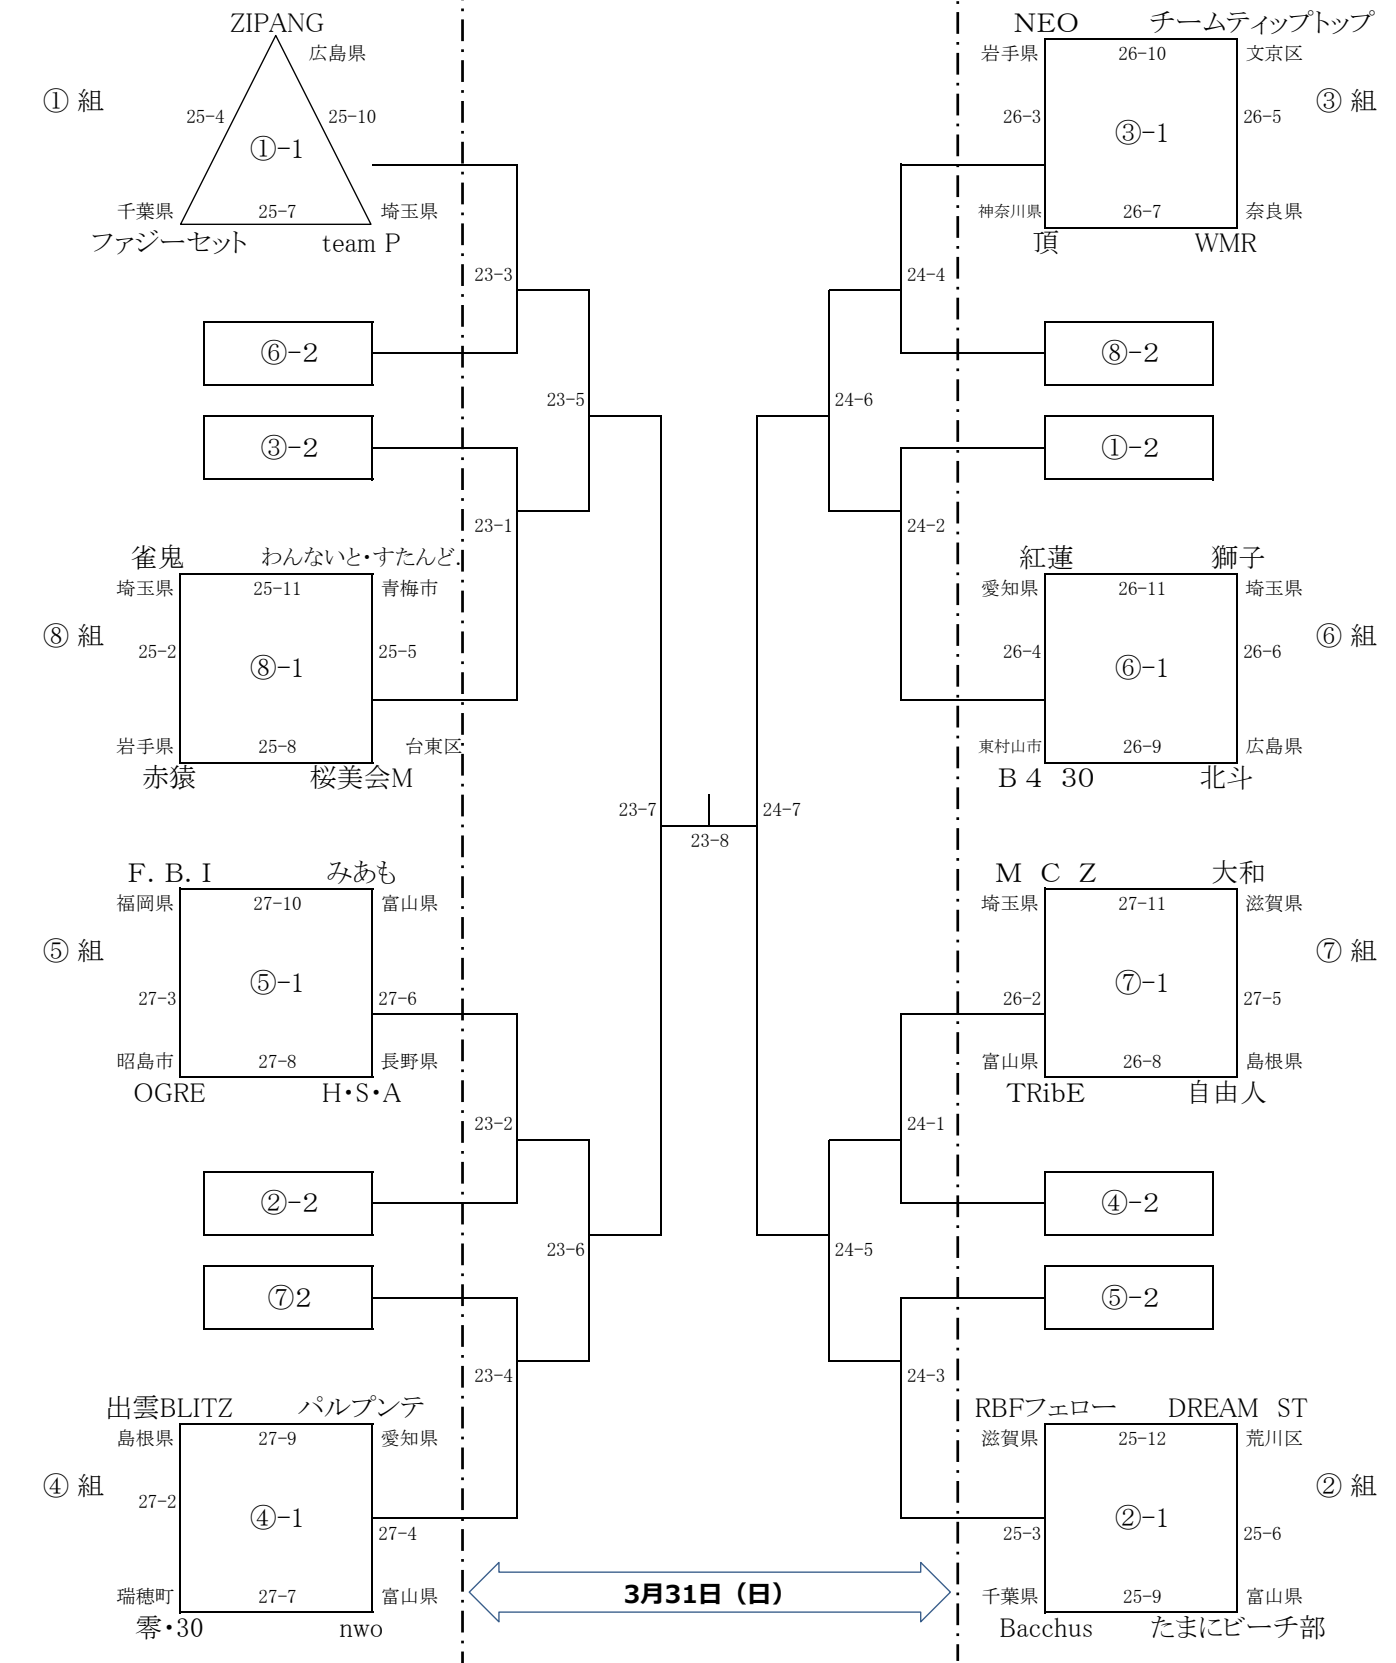 ZIPANG
広島県
① 組
25-4
25-10
①-1
千葉県
25-7
埼玉県
ファジーセット
team P
⑥-2
③-2
雀鬼
わんないと・すたんど.
埼玉県
25-11
青梅市
⑧ 組
25-2
⑧-1
25-5
岩手県
25-8
台東区
赤猿
桜美会M
F. B. I
みあも
福岡県
27-10
富山県
⑤ 組
⑤-1
27-3
27-6
昭島市
27-8
長野県
OGRE
H・S・A
②-2
⑦2
出雲BLITZ
パルプンテ
島根県
27-9
愛知県
④ 組
27-2
④-1
27-4
瑞穂町
27-7
富山県
零・30
nwo
23-3
23-5
23-1
23-7
23-8
23-2
23-6
23-4
24-4
24-6
24-2
24-7
24-1
24-5
24-3
3月31日（日）
NEO
チームティップトップ
岩手県
26-10
文京区
③ 組
26-3
③-1
26-5
神奈川県
26-7
奈良県
頂
WMR
⑧-2
①-2
紅蓮
獅子
愛知県
26-11
埼玉県
⑥ 組
26-4
⑥-1
26-6
東村山市
26-9
広島県
B 4 30
北斗
M C Z
大和
埼玉県
27-11
滋賀県
⑦ 組
⑦-1
26-2
27-5
富山県
26-8
島根県
TRibE
自由人
④-2
⑤-2
RBFフェロー
DREAM ST
滋賀県
25-12
荒川区
② 組
②-1
25-3
25-6
千葉県
25-9
富山県
Bacchus
たまにビーチ部